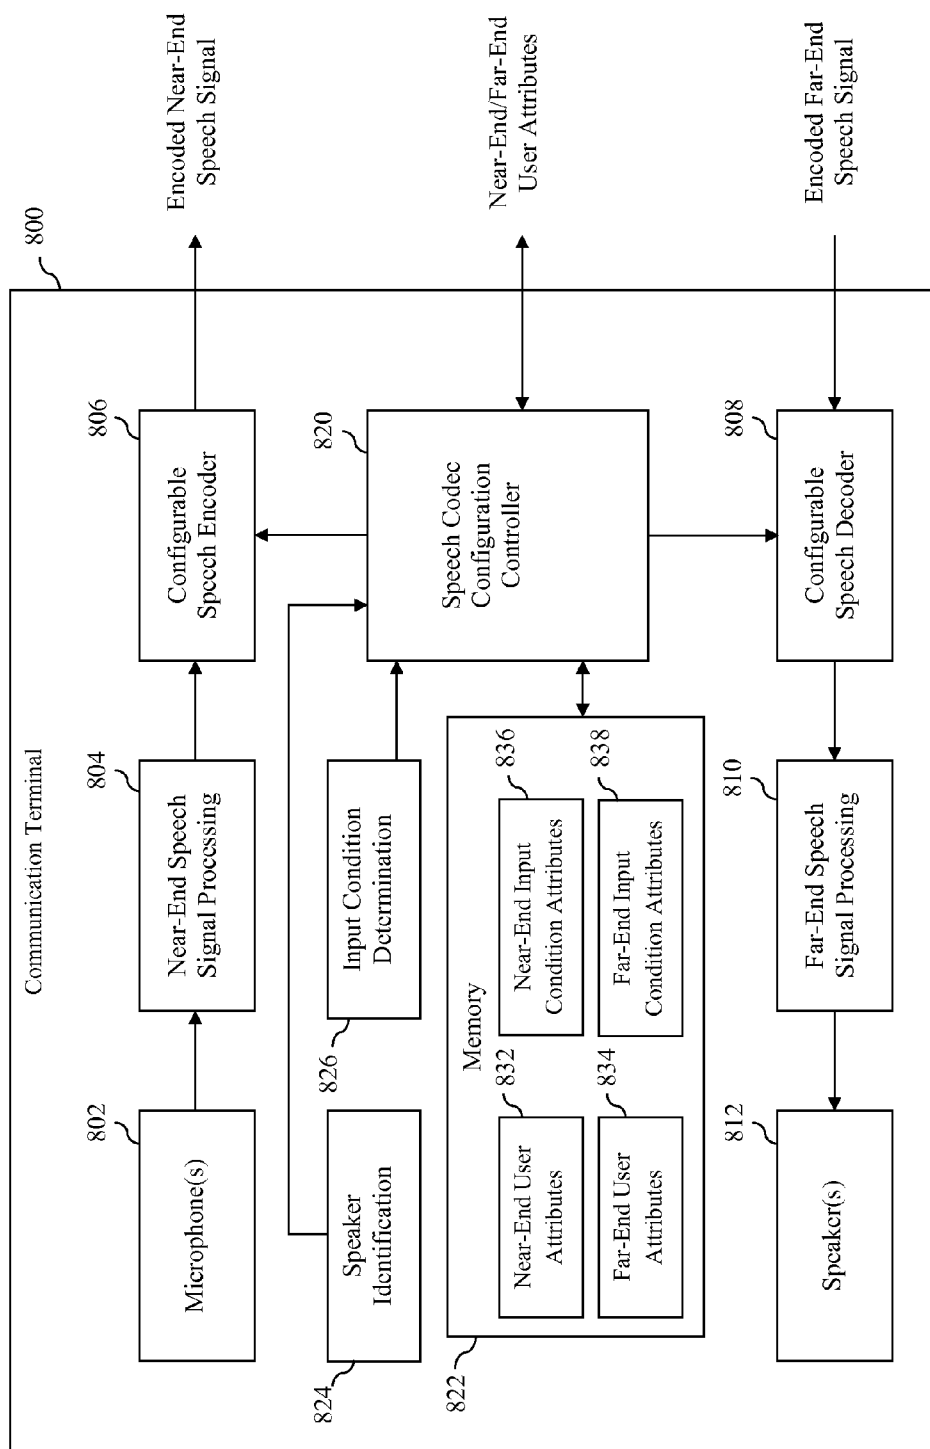 Communication Terminal
800
802
Microphone(s)
804
Near-End Speech
Signal Processing
806
Configurable
Speech Encoder
Encoded Near-End
Speech Signal
824
Speaker
Identification
826
Input Condition
Determination
820
Speech Codec
Configuration
Controller
Near-End/Far-End
User Attributes
822
Memory
832
Near-End User
Attributes
836
Near-End Input
Condition Attributes
834
Far-End User
Attributes
838
Far-End Input
Condition Attributes
812
Speaker(s)
810
Far-End Speech
Signal Processing
808
Configurable
Speech Decoder
Encoded Far-End
Speech Signal